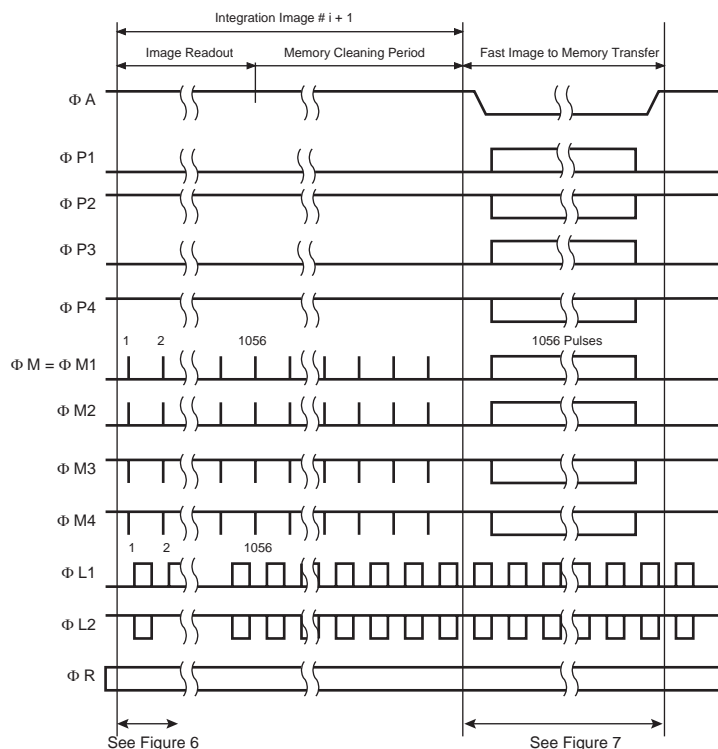 Integration Image # i + 1
Image Readout Memory Cleaning Period Fast Image to Memory Transfer
Φ A
Φ P1
Φ P2
Φ P3
Φ P4
1 2 1056 1056 Pulses
Φ M = Φ M1
Φ M2
Φ M3
Φ M4
1 2 1056
Φ L1
Φ L2
Φ R
See Figure 6 See Figure 7